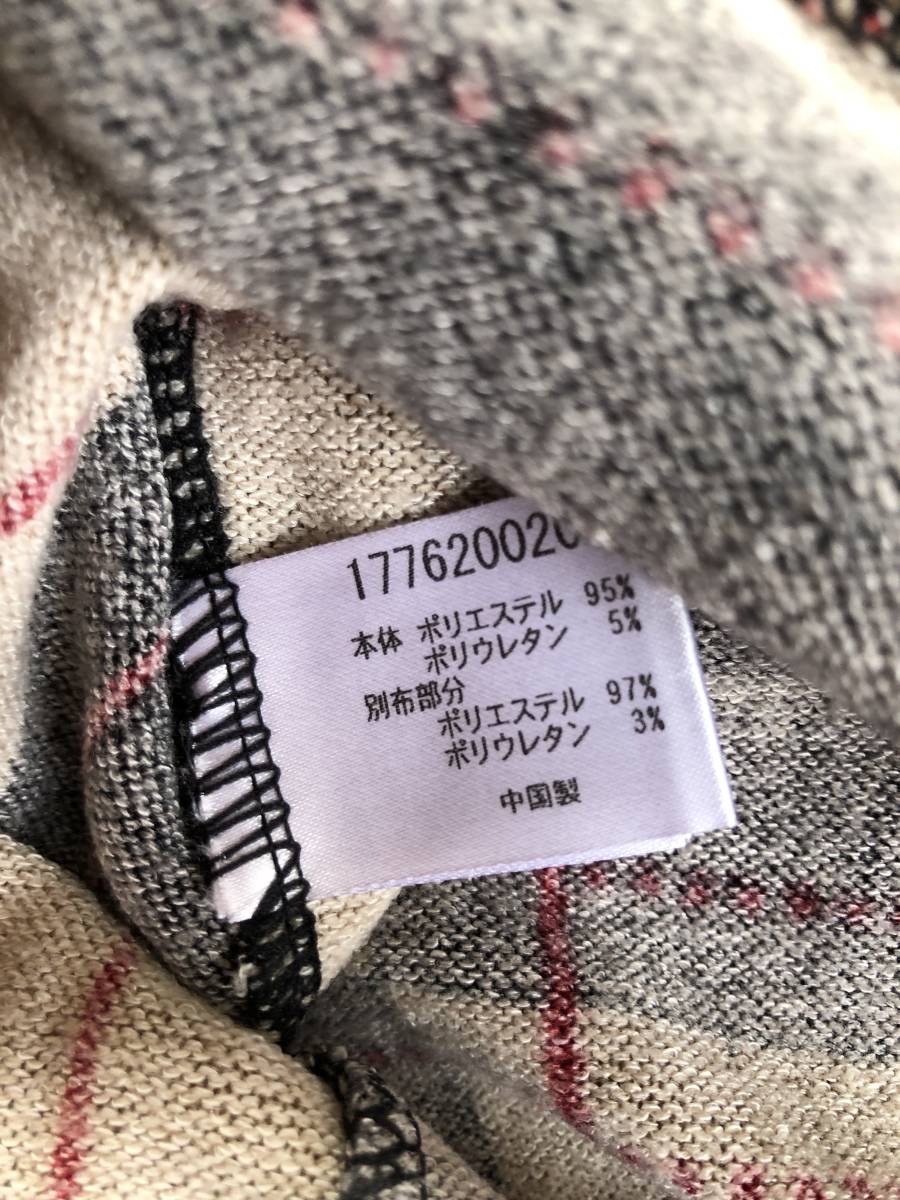 177620020
本体 ポリエステル 95%
ポリウレタン 5%
別布部分
ポリエステル 97%
ポリウレタン 3%
中国製